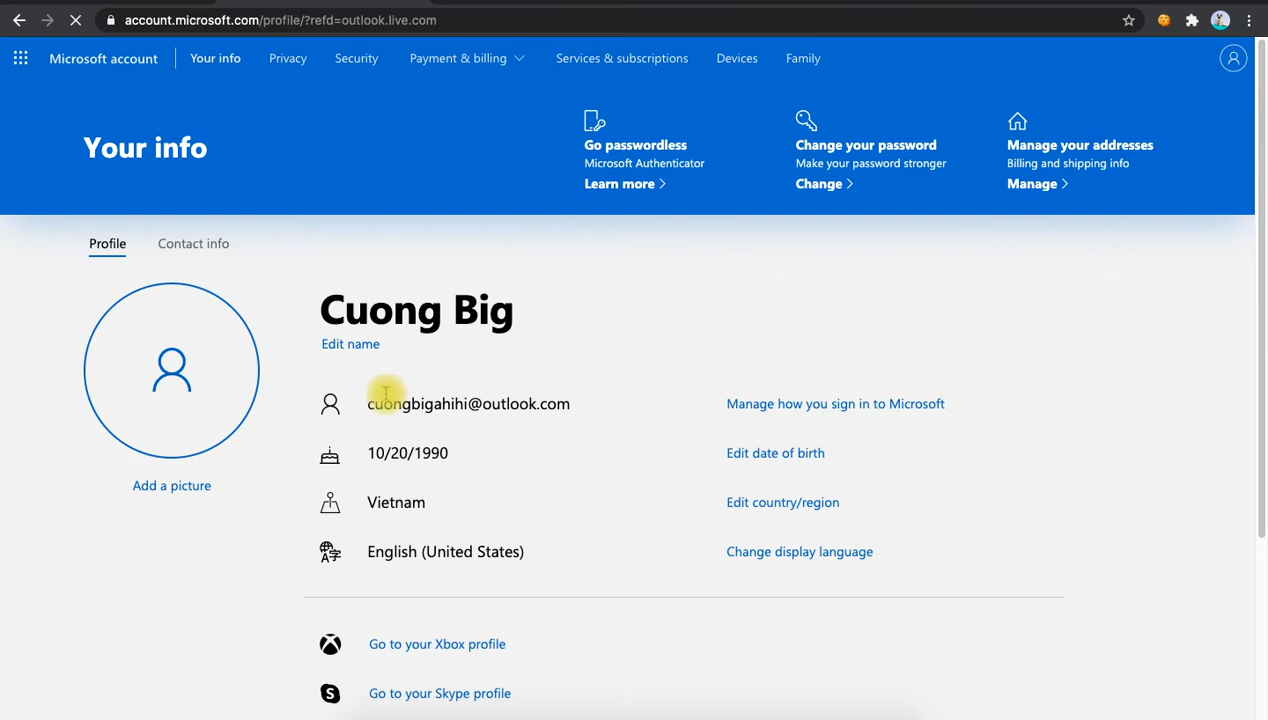 account.microsoft.com/profile/?refd=outlook.live.com
Microsoft account
Your info
Privacy
Security
Payment & billing
Services & subscriptions
Devices
Family
Your info
Go passwordless
Microsoft Authenticator
Learn more
Change your password
Make your password stronger
Change
Manage your addresses
Billing and shipping info
Manage
Profile
Contact info
Cuong Big
Edit name
Add a picture
cuongbigahihi@outlook.com
Manage how you sign in to Microsoft
10/20/1990
Edit date of birth
Vietnam
Edit country/region
English (United States)
Change display language
Go to your Xbox profile
Go to your Skype profile